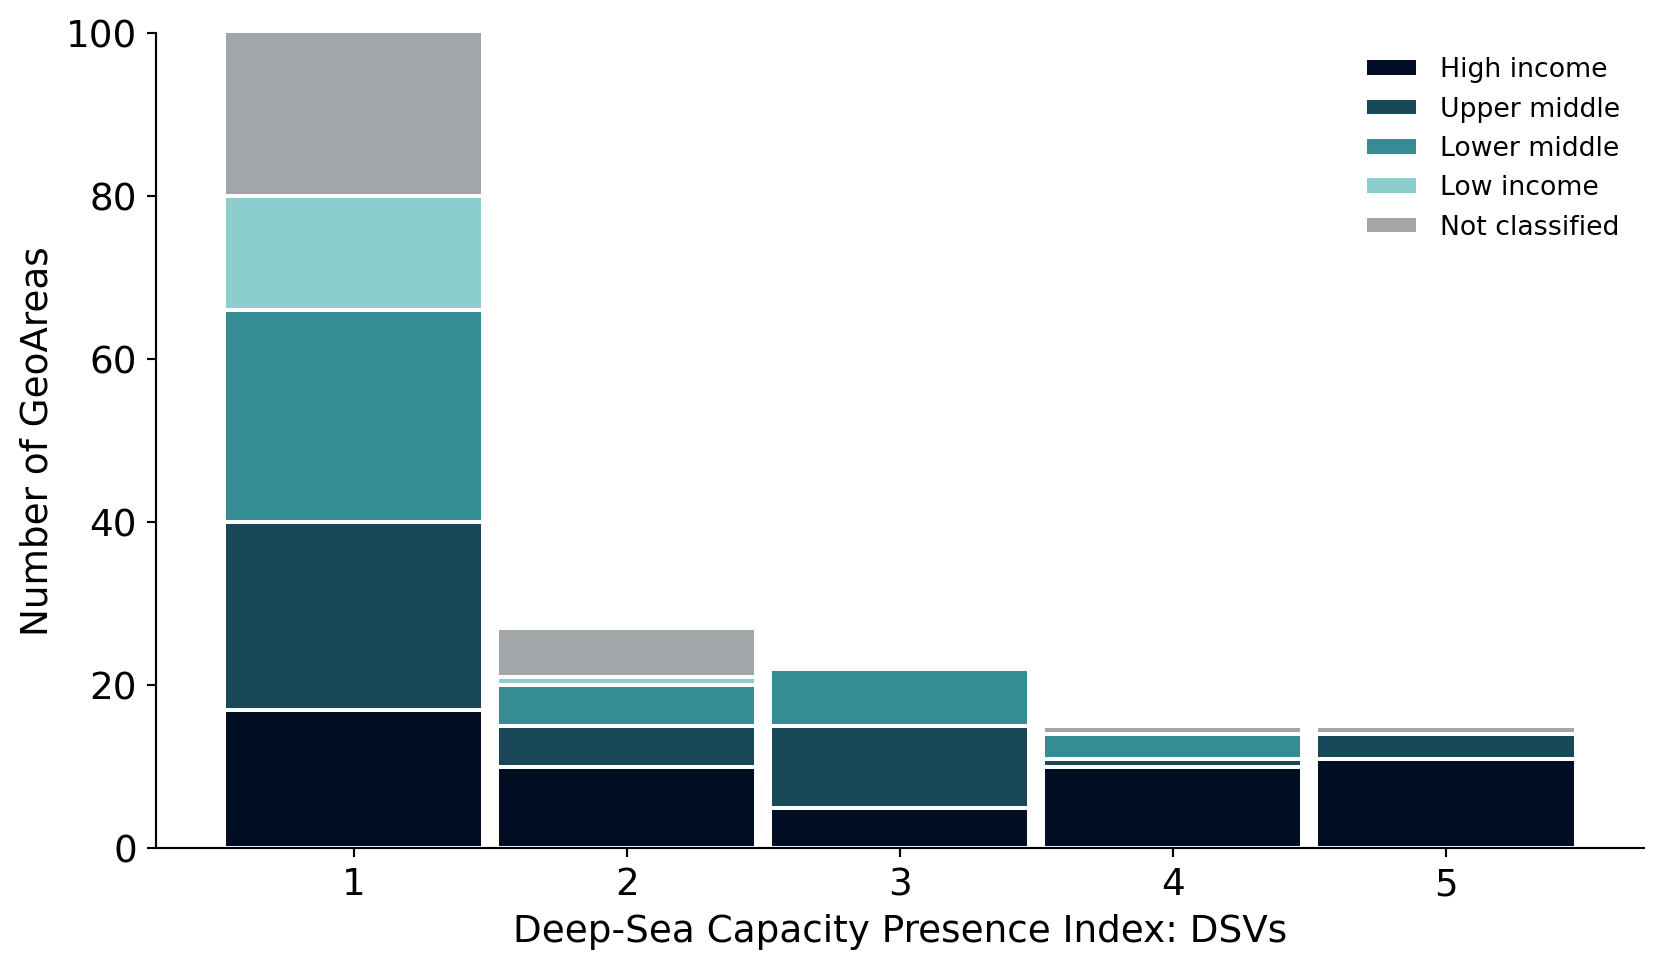 100
80
60
40
20
0
Number of GeoAreas
High income
Upper middle
Lower middle
Low income
Not classified
1 2 3 4 5
Deep-Sea Capacity Presence Index: DSVs